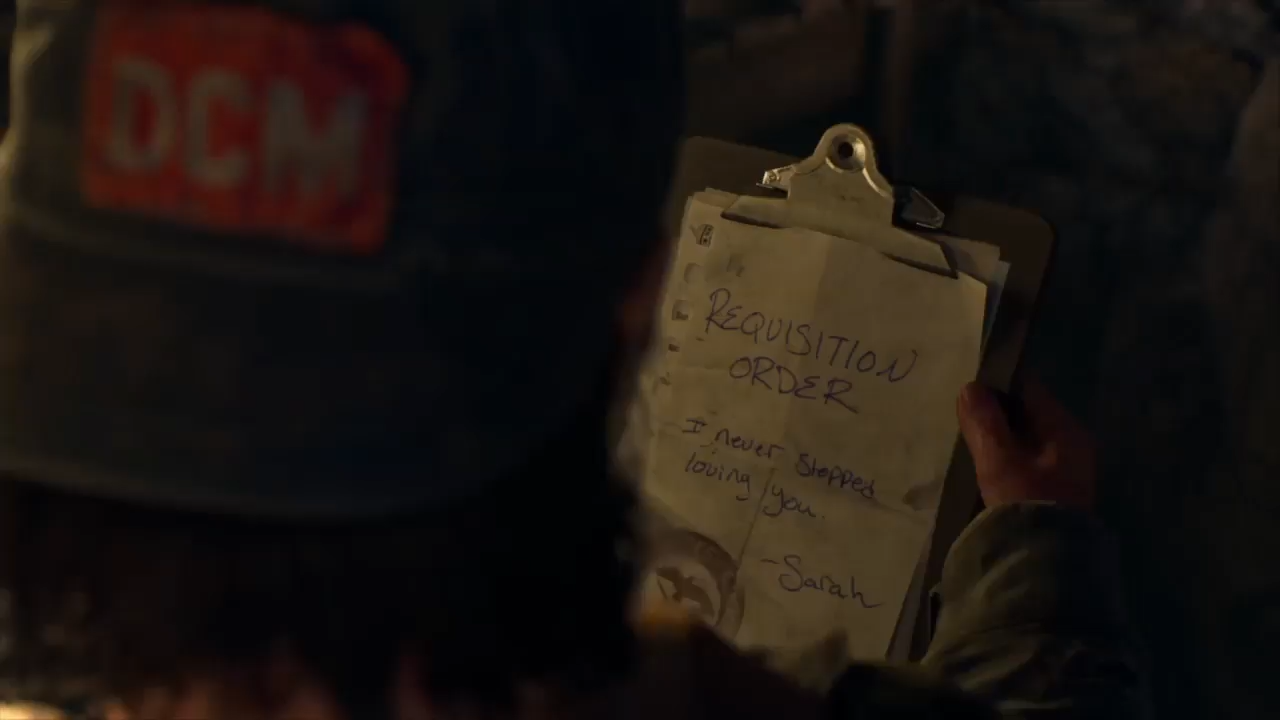 DCM
REQUISITION
ORDER
I never stopped
loving you.
-Sarah